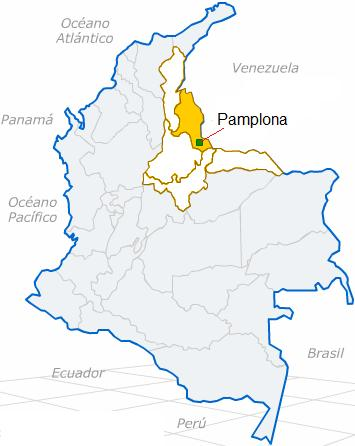 Océano
Atlántico
Venezuela
Pamplona
Panamá
Océano
Pacífico
Brasil
Ecuador
Perú